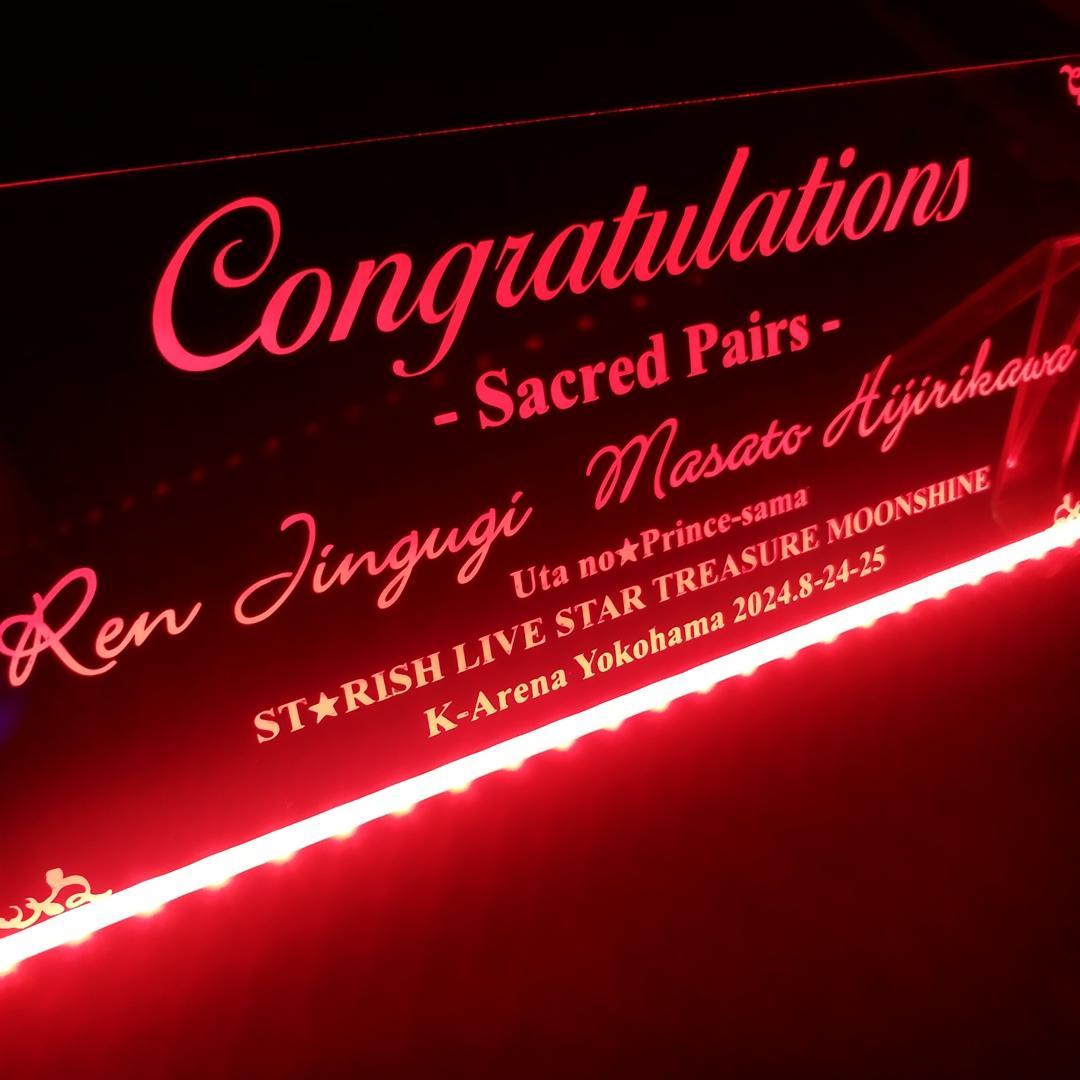 Congratulations
- Sacred Pairs -
Ren Jingugi Masato Hijirikawa
Uta no★Prince-sama
ST★RISH LIVE STAR TREASURE MOONSHINE
K-Arena Yokohama 2024.8-24-25